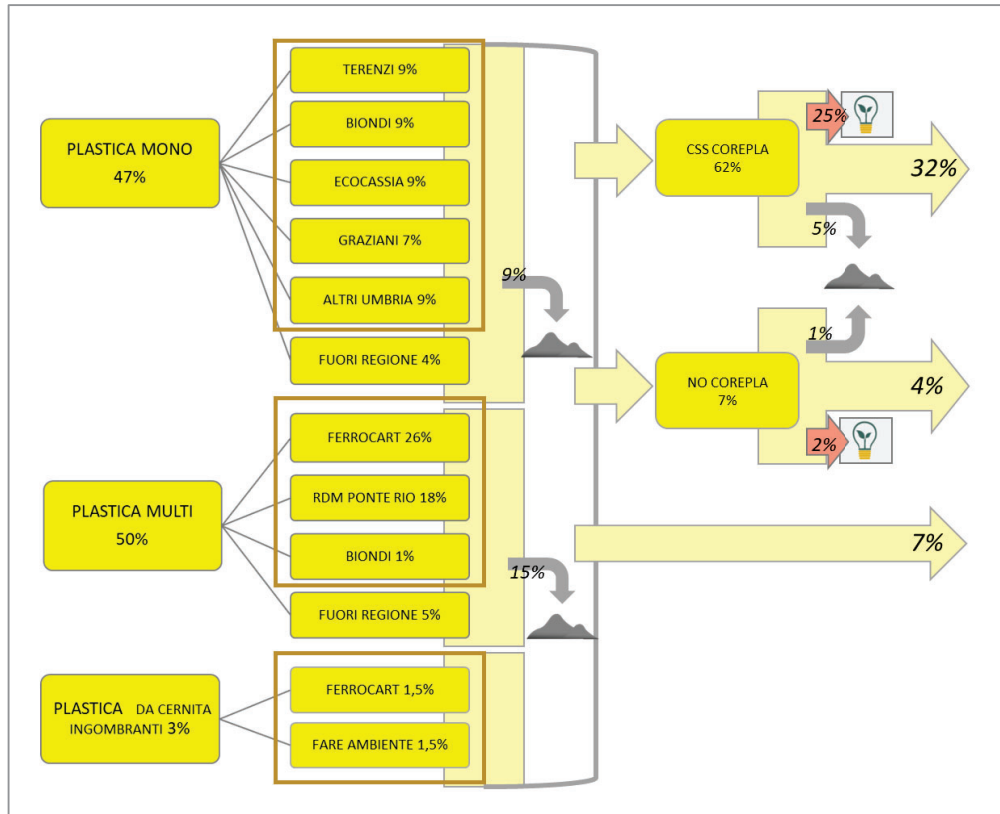 PLASTICA MONO
47%
TERENZI 9%
BIONDI 9%
ECOCASSIA 9%
GRAZIANI 7%
ALTRI UMBRIA 9%
FUORI REGIONE 4%
9%
PLASTICA MULTI
50%
FERROCART 26%
RDM PONTE RIO 18%
BIONDI 1%
FUORI REGIONE 5%
15%
PLASTICA DA CERNITA
INGOMBRANTI 3%
FERROCART 1,5%
FARE AMBIENTE 1,5%
CSS COREPLA
62%
25%
32%
5%
NO COREPLA
7%
1%
4%
2%
7%